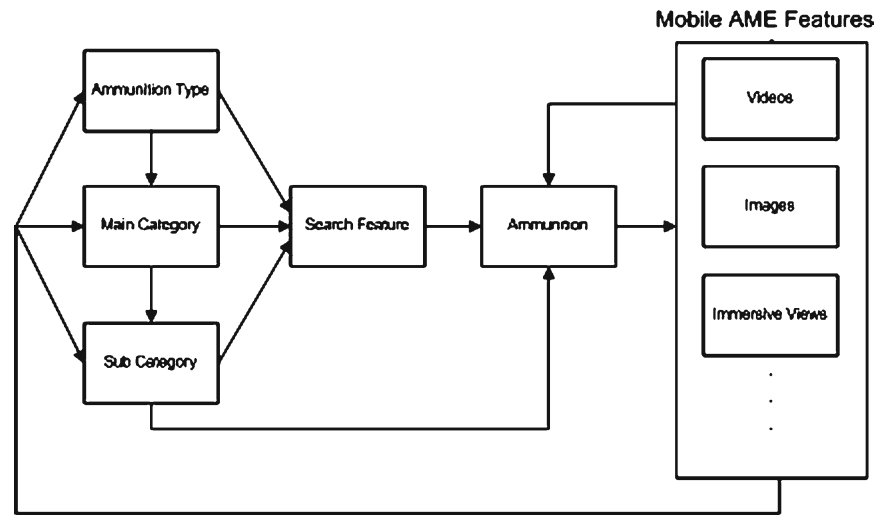 Mobile AME Features
Ammunition Type
Videos
Main Category
Search Feature
Ammunition
Images
Sub Category
Immersive Views